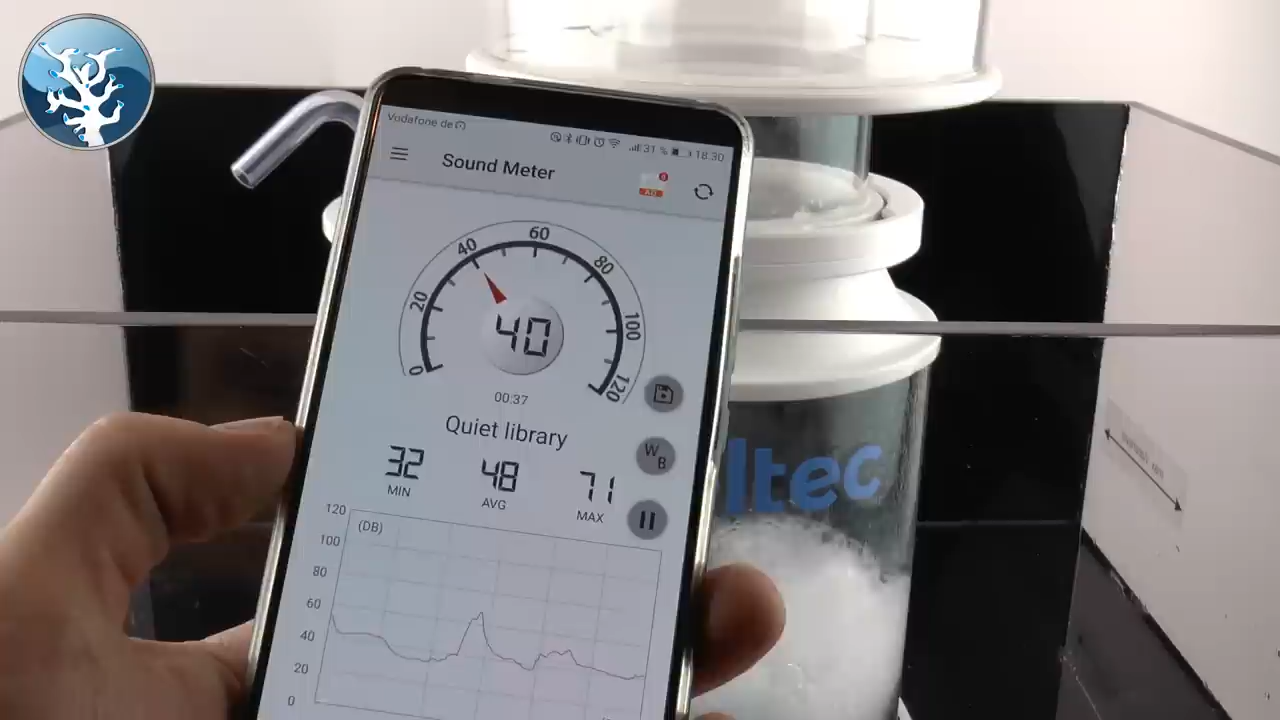 Vodafone de
31 %
18:30
Sound Meter
AD
0
20
40
60
80
100
120
40
00:37
Quiet library
W
B
32
48
71
MIN
AVG
MAX
(DB)
120
100
80
60
40
20
0
ltec